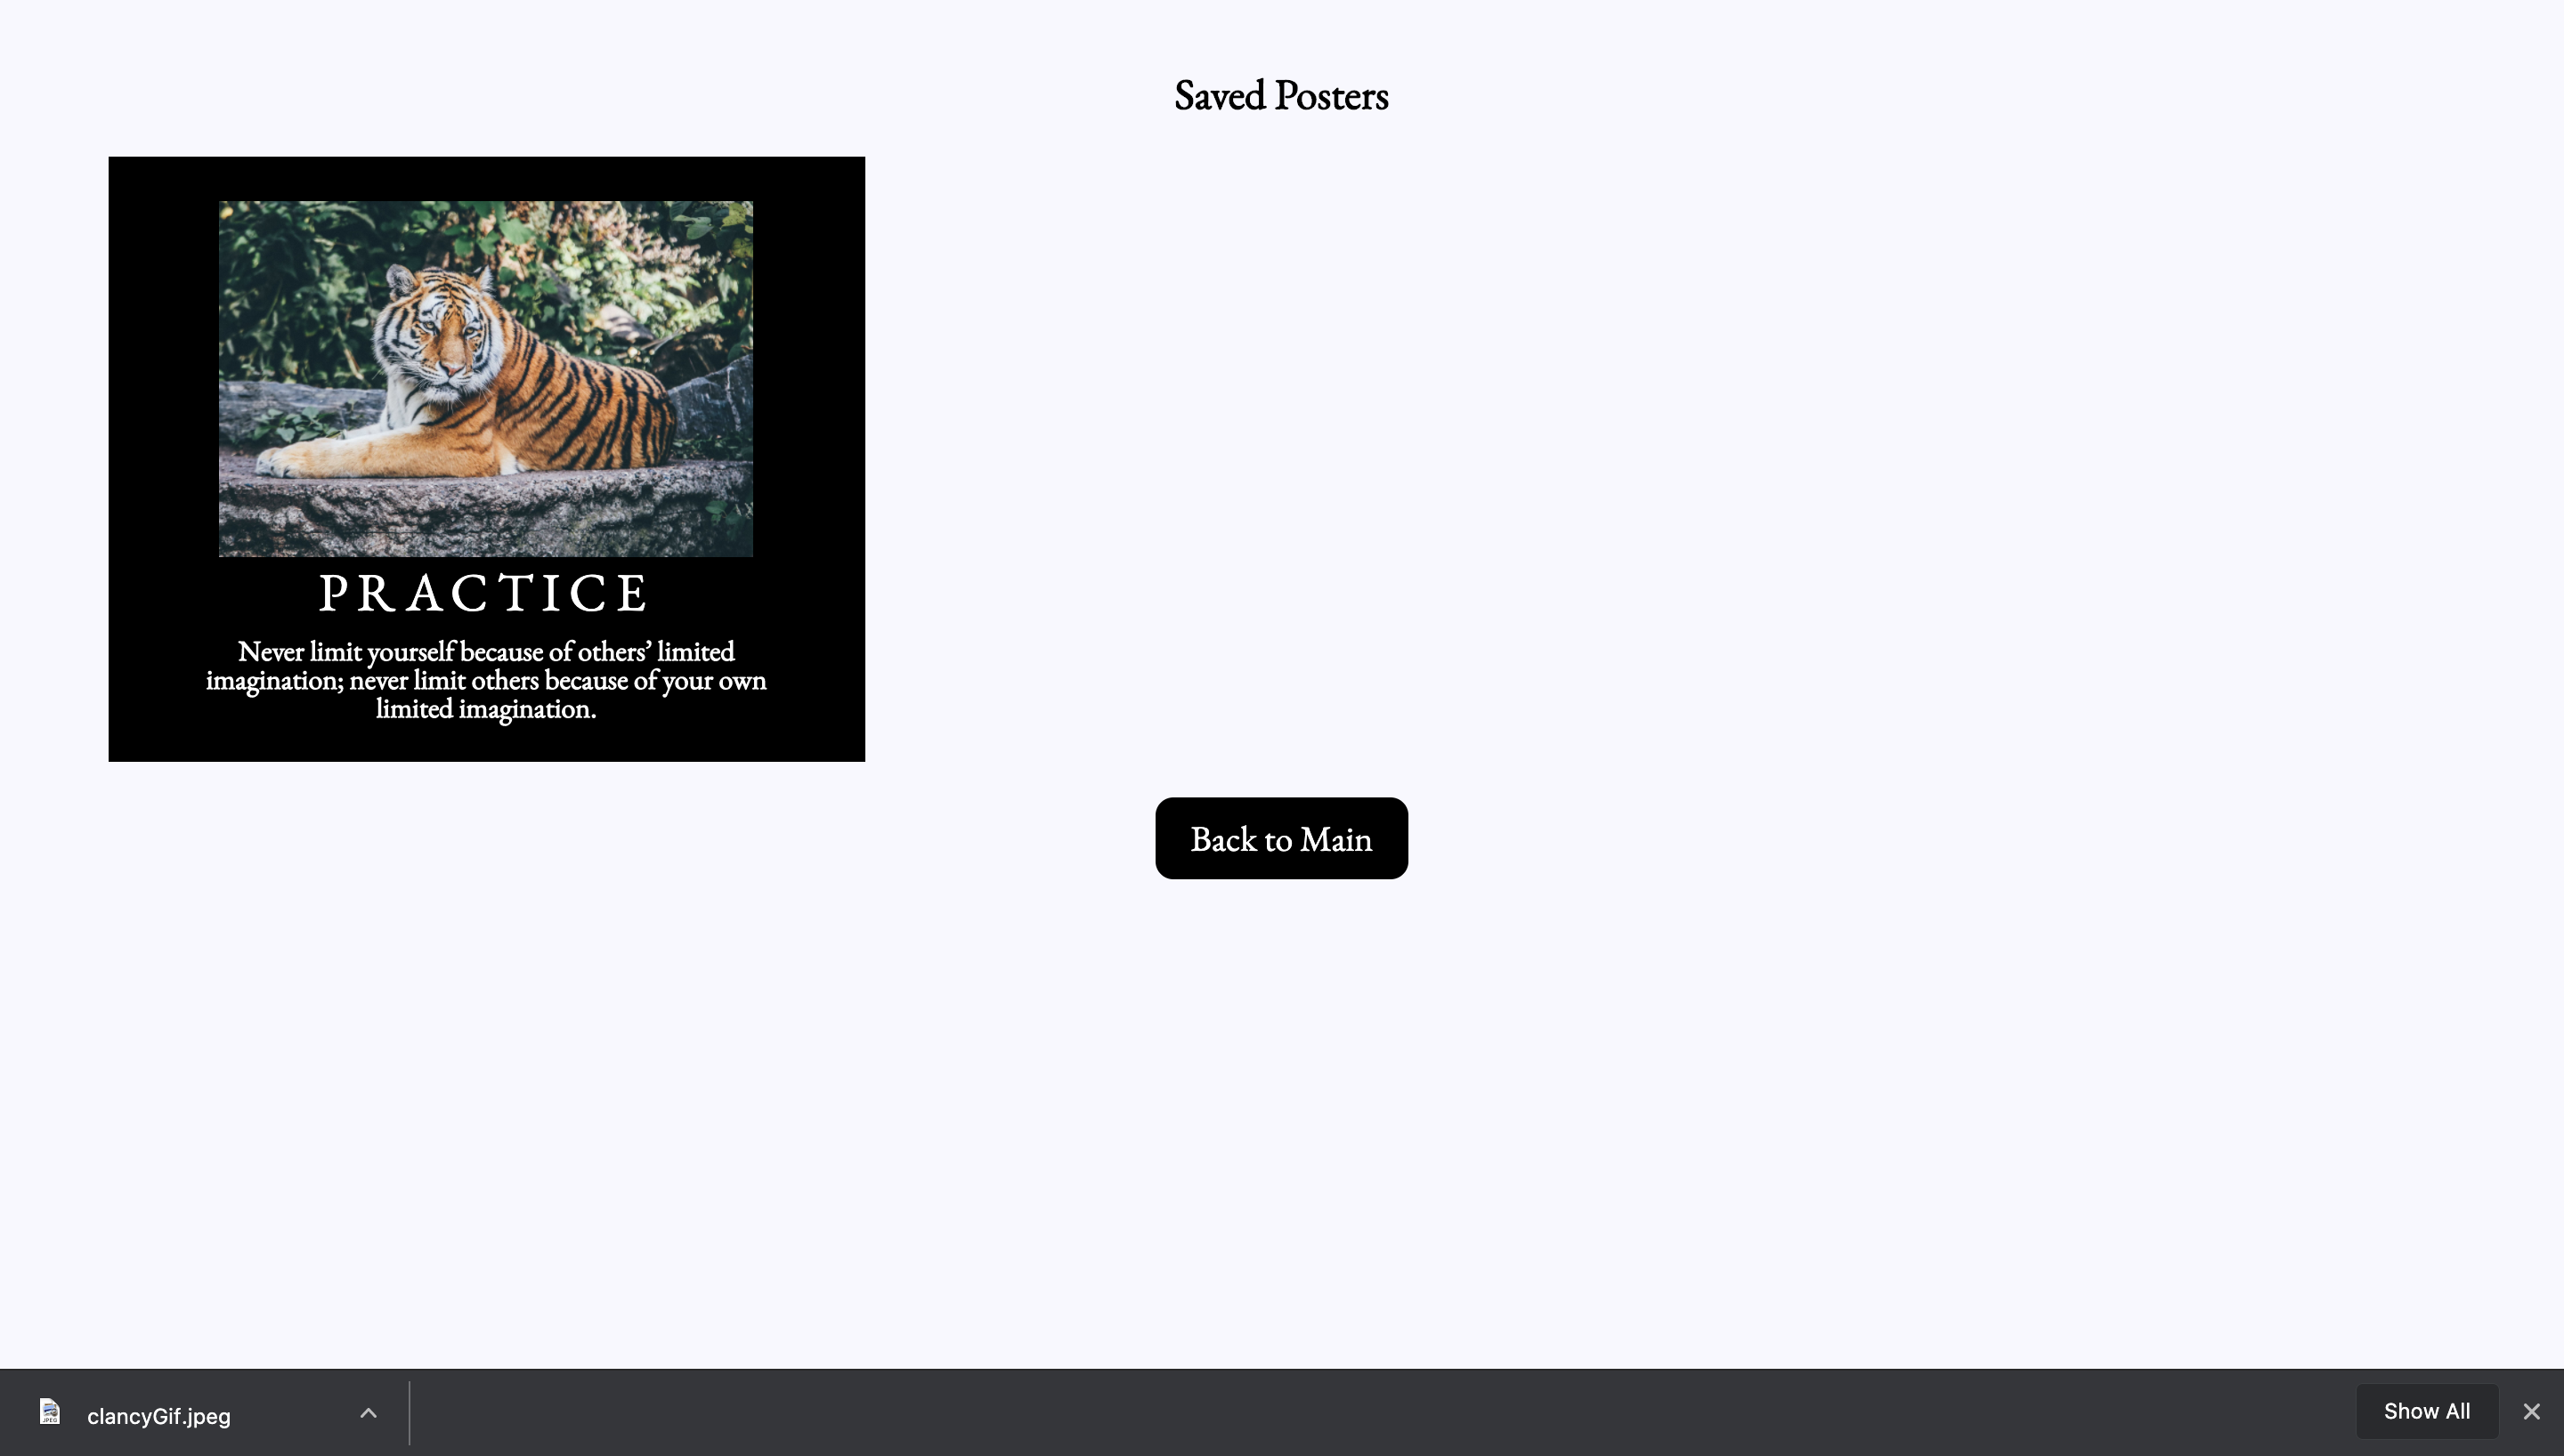 Saved Posters
PRACTICE
Never limit yourself because of others’ limited
imagination; never limit others because of your own
limited imagination.
Back to Main
clancyGif.jpeg
Show All